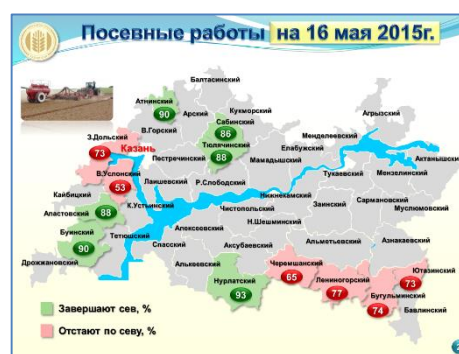 Посевные работы на 16 мая 2015г.
Балтасинский
Атнинский
90
Кукморский
Арский
Сабинский
86
Агрызский
В.Горский
З.Дольский
73
Казань
Тюлячинский
88
Менделеевский
Елабужский
Пестречинский
Мамадышский
Актанышский
Тукаевский
Мензелинский
В.Услонский
53
Лаишевский
Р.Слободский
Кайбицкий
Нижнекамский
Заинский
Сармановский
Муслюмовский
К.Устьинский
Чистопольский
Апастовский
88
Н.Шешминский
Буинский
90
Тетюшский
Алексеевский
Спасский
Аксубаевский
Альметьевский
Азнакаевский
Дрожжановский
Алькеевский
Черемшанский
65
Ютазинский
73
Нурлатский
93
Лениногорский
77
Бугульминский
74
Бавлинский
Завершают сев, %
Отстают по севу, %